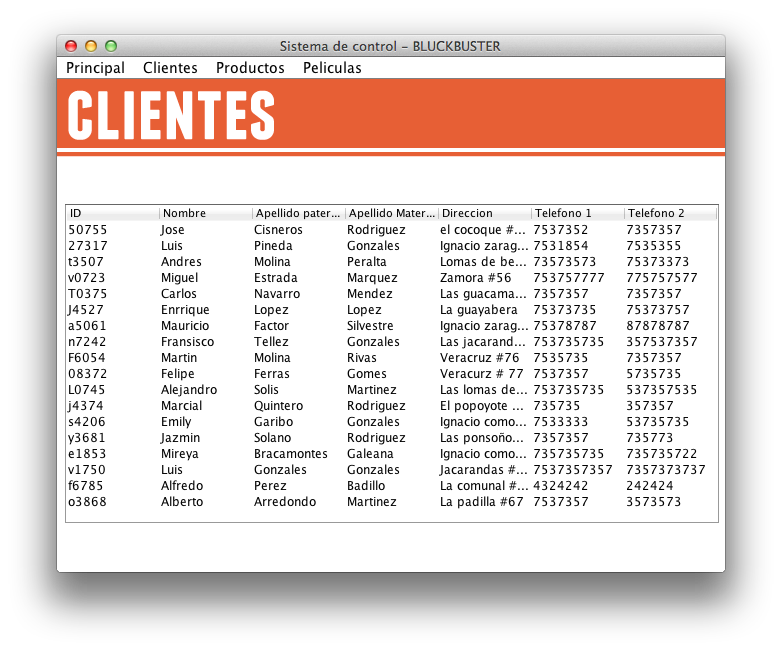 Sistema de control – BLUCKBUSTER
Principal Clientes Productos Peliculas
CLIENTES
ID Nombre Apellido pater... Apellido Mater... Direccion Telefono 1 Telefono 2
50755 Jose Cisneros Rodriguez el cocoque #... 7537352 7357357
27317 Luis Pineda Gonzales Ignacio zarag... 7531854 7535355
t3507 Andres Molina Peralta Lomas de be... 73573573 75373373
v0723 Miguel Estrada Marquez Zamora #56 753757777 775757577
T0375 Carlos Navarro Mendez Las guacama... 7357357 7357357
J4527 Enrrique Lopez Lopez La guayabera 75373735 75373757
a5061 Mauricio Factor Silvestre Ignacio zarag... 75378787 87878787
n7242 Fransisco Tellez Gonzales Las jacarand... 753735735 357537357
F6054 Martin Molina Rivas Veracruz #76 7535735 7357357
08372 Felipe Ferras Gomes Veracurz # 77 7537357 5735735
L0745 Alejandro Solis Martinez Las lomas de... 753735735 537357535
j4374 Marcial Quintero Rodriguez El popoyote ... 735735 357357
s4206 Emily Garibo Gonzales Ignacio como... 7533333 53735735
y3681 Jazmin Solano Rodriguez Las ponsoño... 7357357 735773
e1853 Mireya Bracamontes Galeana Ignacio como... 735735735 735735722
v1750 Luis Gonzales Gonzales Jacarandas #... 7537357357 7357373737
f6785 Alfredo Perez Badillo La comunal #... 4324242 242424
o3868 Alberto Arredondo Martinez La padilla #67 7537357 3573573